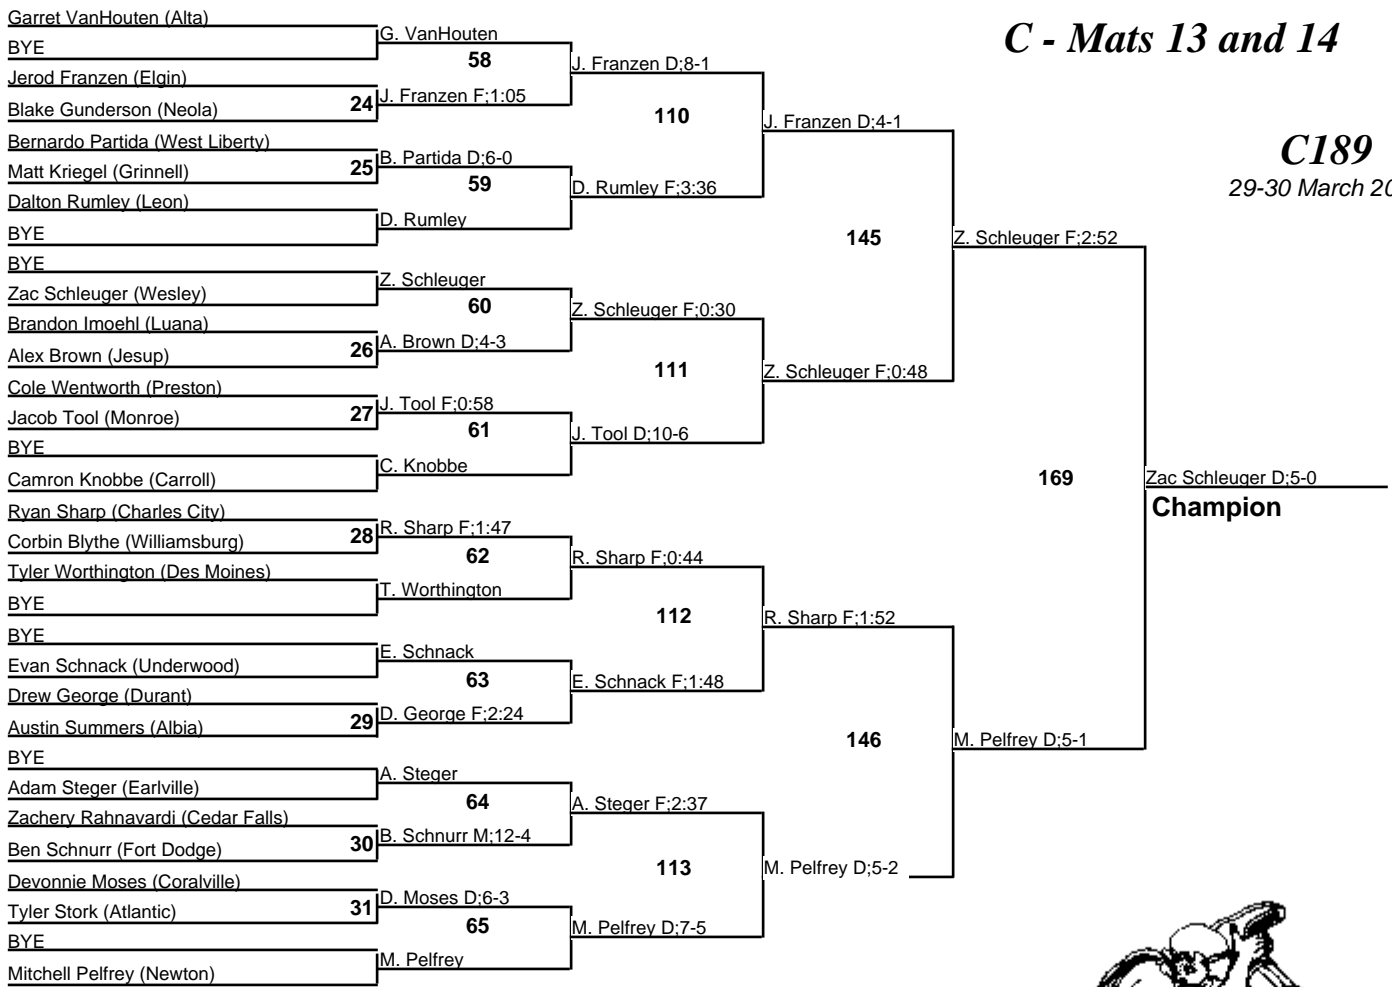 C - Mats 13 and 14
C189
29-30 March 20
Garret VanHouten (Alta)
BYE
Jerod Franzen (Elgin)
Blake Gunderson (Neola)
Bernardo Partida (West Liberty)
Matt Kriegel (Grinnell)
Dalton Rumley (Leon)
BYE
BYE
Zac Schleuger (Wesley)
Brandon Imoehl (Luana)
Alex Brown (Jesup)
Cole Wentworth (Preston)
Jacob Tool (Monroe)
BYE
Camron Knobbe (Carroll)
Ryan Sharp (Charles City)
Corbin Blythe (Williamsburg)
Tyler Worthington (Des Moines)
BYE
BYE
Evan Schnack (Underwood)
Drew George (Durant)
Austin Summers (Albia)
BYE
Adam Steger (Earlville)
Zachery Rahnavardi (Cedar Falls)
Ben Schnurr (Fort Dodge)
Devonnie Moses (Coralville)
Tyler Stork (Atlantic)
BYE
Mitchell Pelfrey (Newton)
24
25
26
27
28
29
30
31
G. VanHouten
58
J. Franzen F;1:05
B. Partida D;6-0
59
D. Rumley
Z. Schleuger
60
A. Brown D;4-3
J. Tool F;0:58
61
C. Knobbe
R. Sharp F;1:47
62
T. Worthington
E. Schnack
63
D. George F;2:24
A. Steger
64
B. Schnurr M;12-4
D. Moses D;6-3
65
M. Pelfrey
J. Franzen D;8-1
110
D. Rumley F;3:36
Z. Schleuger F;0:30
111
J. Tool D;10-6
R. Sharp F;0:44
112
E. Schnack F;1:48
A. Steger F;2:37
113
M. Pelfrey D;7-5
J. Franzen D;4-1
145
Z. Schleuger F;0:48
R. Sharp F;1:52
146
M. Pelfrey D;5-2
Z. Schleuger F;2:52
169
M. Pelfrey D;5-1
Zac Schleuger D;5-0
Champion